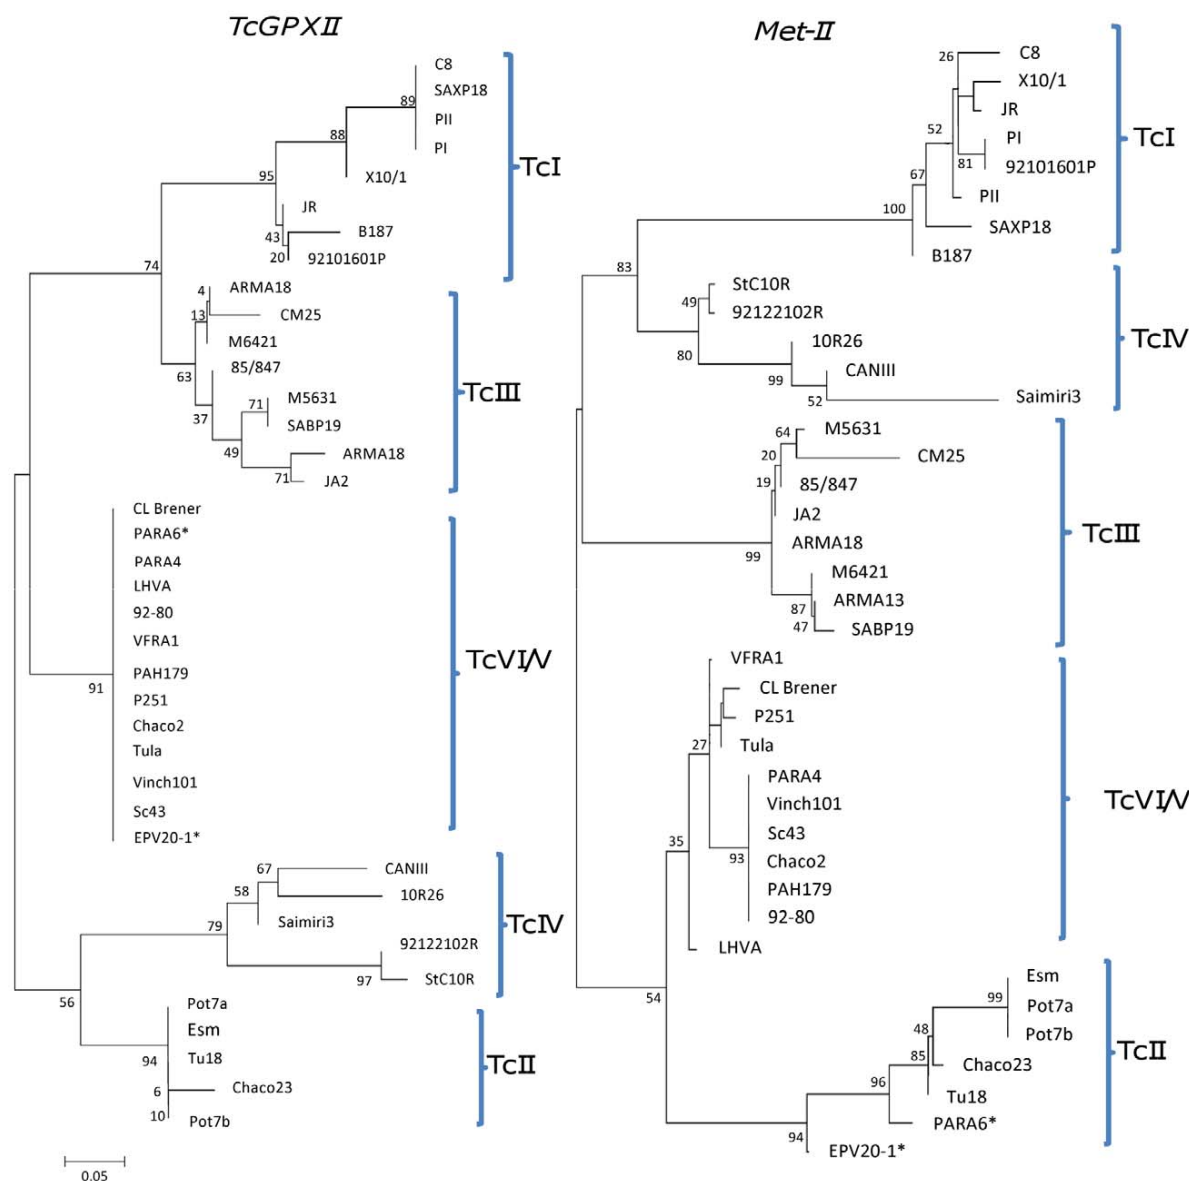 TcGPXII
C8
SAXP18
89
PII
PI
88
X10/1
TcI
95
JR
43
B187
20
92101601P
74
4
ARMA18
13
CM25
M6421
85/847
63
M5631
71
TcIII
37
SABP19
49
ARMA18
71
JA2
CL Brener
PARA6*
PARA4
LHVA
92-80
VFRA1
TcVI/V
PAH179
91
P251
Chaco2
Tula
Vinch101
Sc43
EPV20-1*
67
CANIII
58
10R26
79
Saimiri3
TcIV
92122102R
97
StC10R
56
Pot7a
Esm
94
Tu18
TcII
6
Chaco23
10
Pot7b
0.05
Met-II
26
C8
X10/1
JR
52
PI
TcI
81
92101601P
67
PII
100
SAXP18
B187
83
StC10R
49
92122102R
TcIV
10R26
80
CANIII
99
52
Saimiri3
64
M5631
20
CM25
19
85/847
JA2
TcIII
99
ARMA18
M6421
87
ARMA13
47
SABP19
VFRA1
CL Brener
P251
27
Tula
PARA4
TcVI/V
Vinch101
Sc43
35
93
Chaco2
PAH179
92-80
LHVA
54
Esm
99
Pot7a
48
Pot7b
85
Chaco23
TcII
96
Tu18
PARA6*
94
EPV20-1*